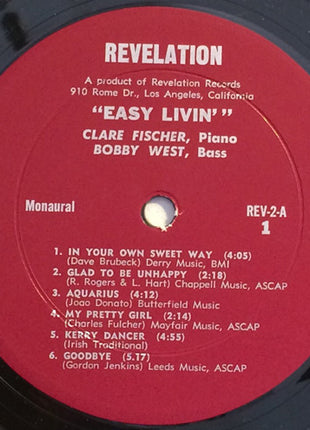 REVELATION
A product of Revelation Records
910 Rome Dr., Los Angeles, California
"EASY LIVIN'"
CLARE FISCHER, Piano
BOBBY WEST, Bass
Monaural
REV-2-A
1
1. IN YOUR OWN SWEET WAY (4:05)
(Dave Brubeck) Derry Music, BMI
2. GLAD TO BE UNHAPPY (2:18)
(R. Rogers & L. Hart) Chappell Music, ASCAP
3. AQUARIUS (4:12)
(Joao Donato) Butterfield Music
4. MY PRETTY GIRL (2:14)
(Charles Fulcher) Mayfair Music, ASCAP
5. KERRY DANCER (4:55)
(Irish Traditional)
6. GOODBYE (5.17)
(Gordon Jenkins) Leeds Music, ASCAP